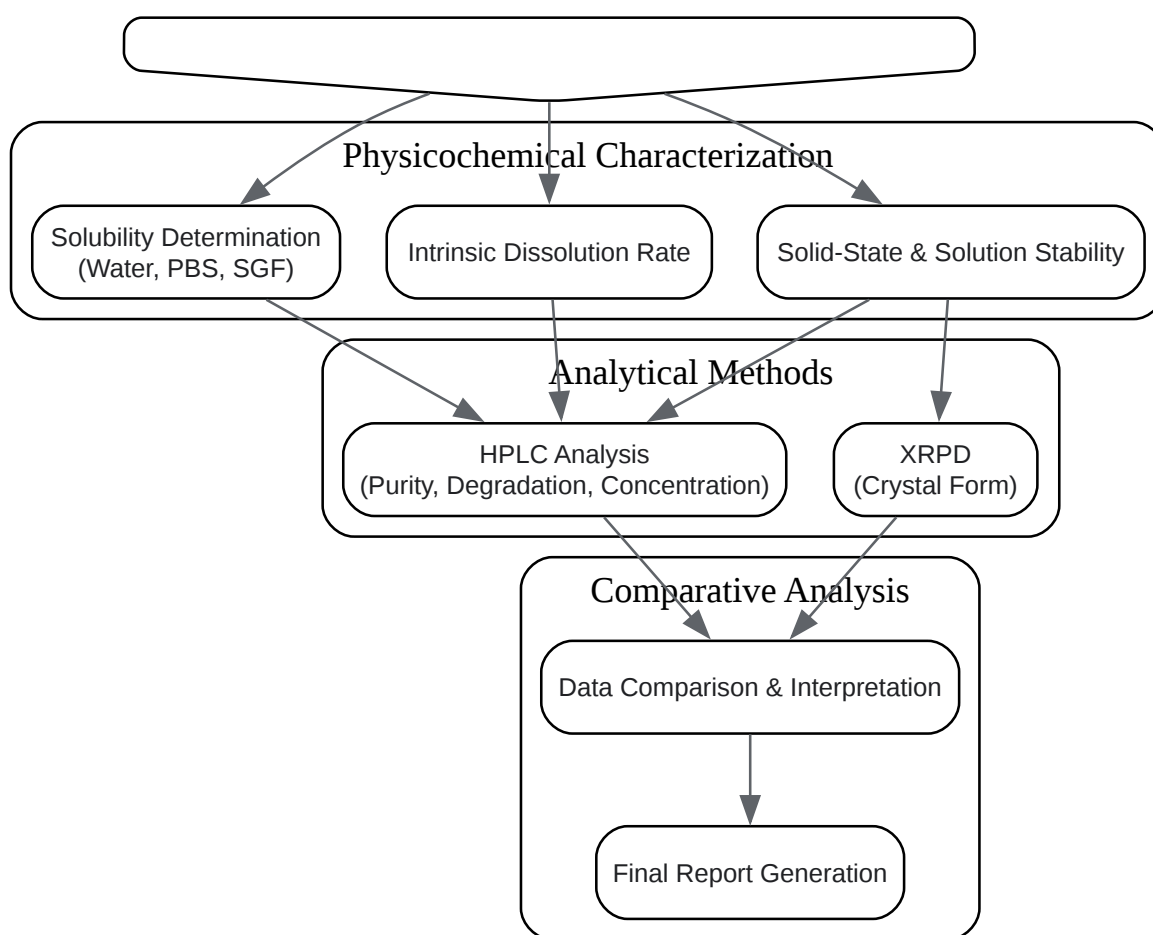 Physicochemical Characterization
Solubility Determination
(Water, PBS, SGF)
Intrinsic Dissolution Rate
Solid-State & Solution Stability
Analytical Methods
HPLC Analysis
(Purity, Degradation, Concentration)
XRPD
(Crystal Form)
Comparative Analysis
Data Comparison & Interpretation
Final Report Generation